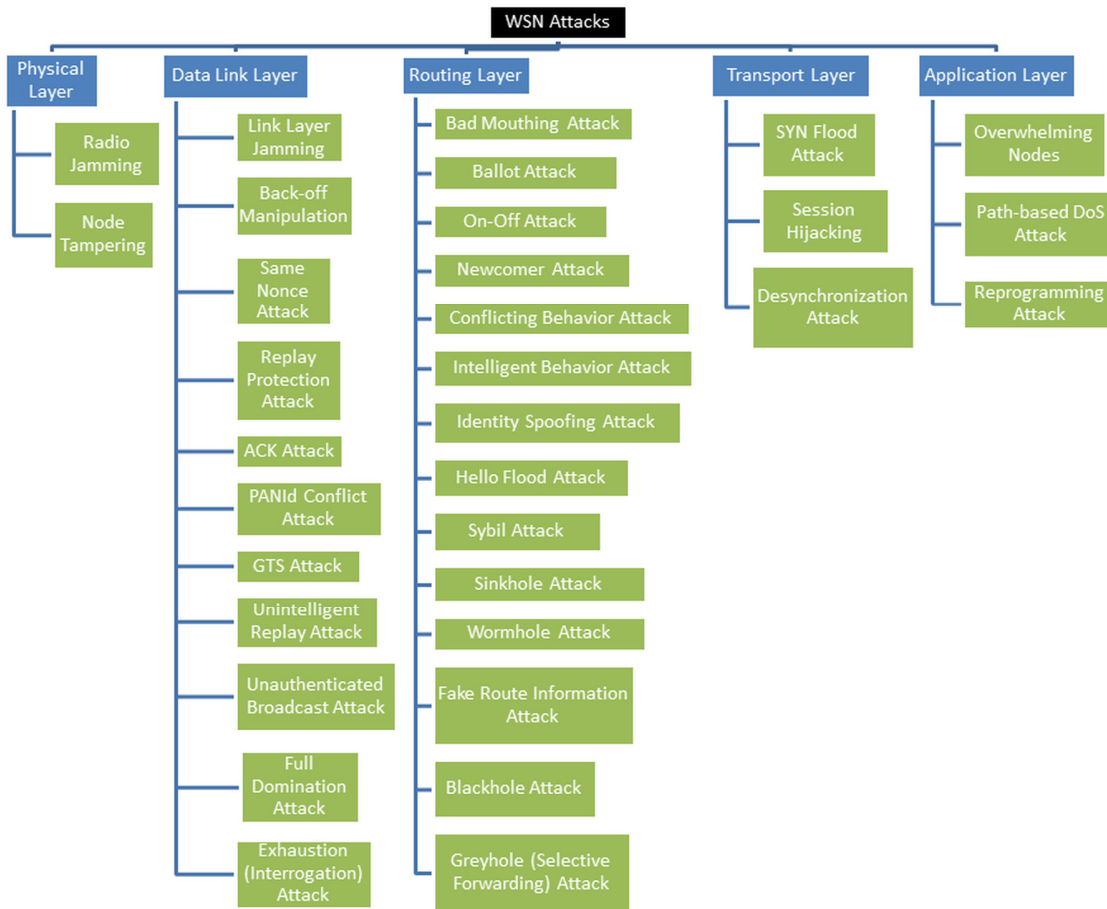 WSN Attacks
Physical
Layer
Radio
Jamming
Node
Tampering
Data Link Layer
Link Layer
Jamming
Back-off
Manipulation
Same
Nonce
Attack
Replay
Protection
Attack
ACK Attack
PANId Conflict
Attack
GTS Attack
Unintelligent
Replay Attack
Unauthenticated
Broadcast Attack
Full
Domination
Attack
Exhaustion
(Interrogation)
Attack
Routing Layer
Bad Mouthing Attack
Ballot Attack
On-Off Attack
Newcomer Attack
Conflicting Behavior Attack
Intelligent Behavior Attack
Identity Spoofing Attack
Hello Flood Attack
Sybil Attack
Sinkhole Attack
Wormhole Attack
Fake Route Information
Attack
Blackhole Attack
Greyhole (Selective
Forwarding) Attack
Transport Layer
SYN Flood
Attack
Session
Hijacking
Desynchronization
Attack
Application Layer
Overwhelming
Nodes
Path-based DoS
Attack
Reprogramming
Attack